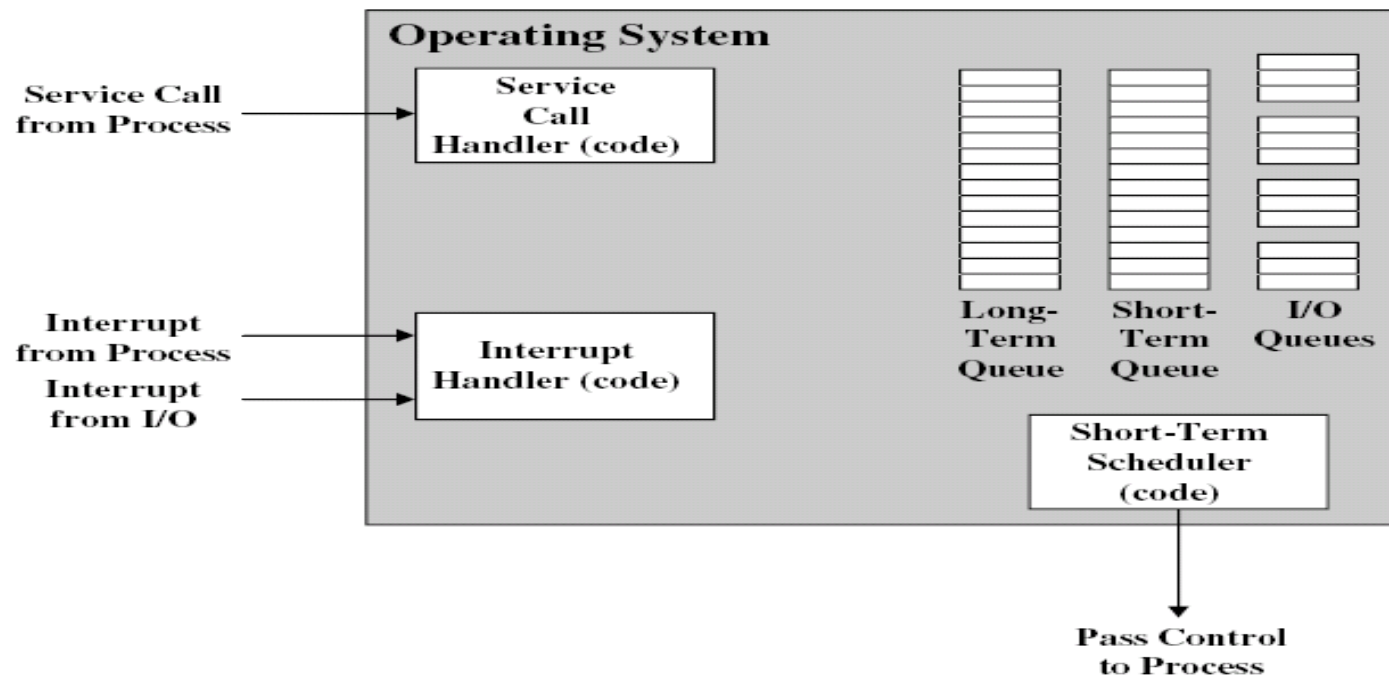 Operating System
Service Call
from Process
Service
Call
Handler (code)
Interrupt
from Process
Interrupt
from I/O
Interrupt
Handler (code)
Long-
Term
Queue
Short-
Term
Queue
I/O
Queues
Short-Term
Scheduler
(code)
Pass Control
to Process